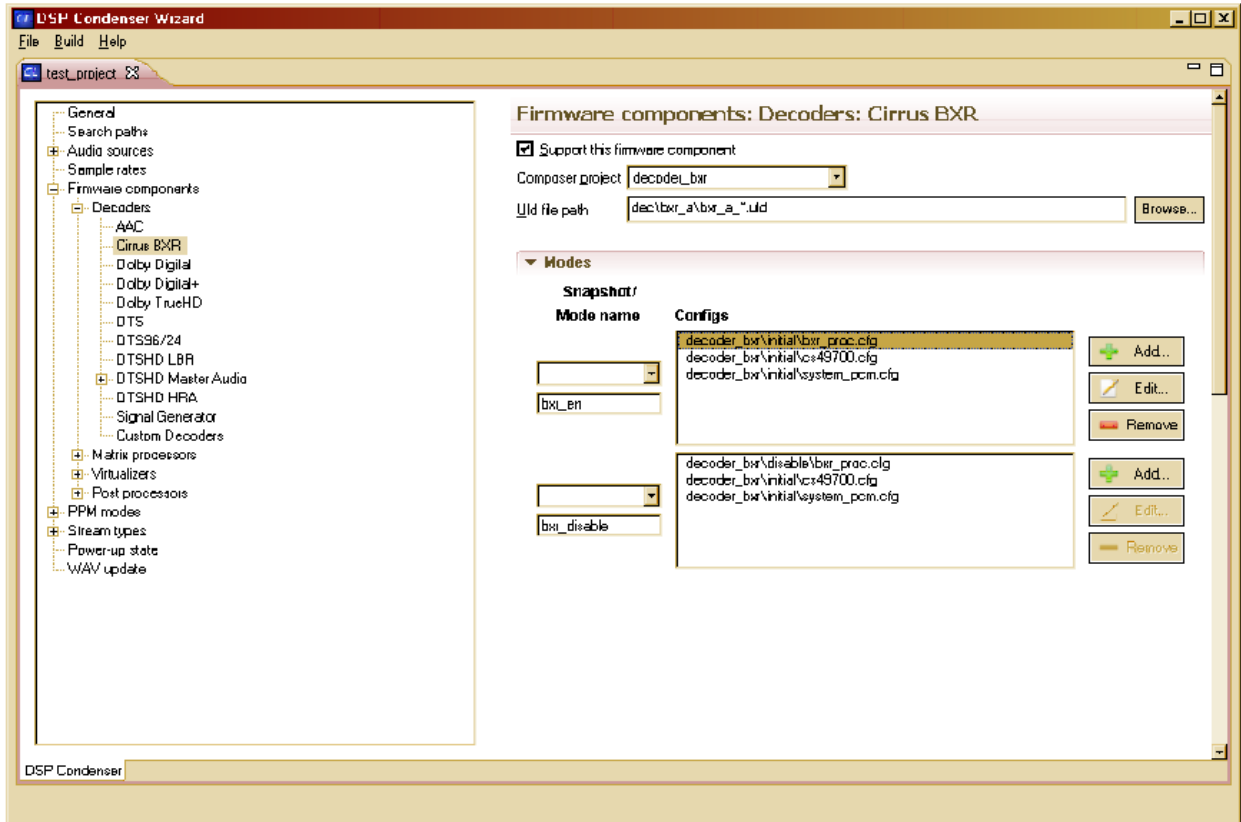 DSP Condenser Wizard
File Build Help
test_project
General
Search paths
Audio sources
Sample rates
Firmware components
Decoders
AAC
Cirrus BXR
Dolby Digital
Dolby Digital+
Dolby TrueHD
DTS
DTS96/24
DTSHD LBR
DTSHD Master Audio
DTSHD HRA
Signal Generator
Custom Decoders
Matrix processors
Virtualizers
Post processors
PPM modes
Stream types
Power-up state
WAV update
DSP Condenser
Firmware components: Decoders: Cirrus BXR
Support this firmware component
Composer project decoder_bxr
Uld file path dec\bxr_a\bxr_a_*.uld Browse...
Modes
Snapshot/
Mode name Configs
decoder_bxr\initial\bxr_proc.cfg
decoder_bxr\initial\cs49700.cfg
decoder_bxr\initial\system_pcm.cfg
bxr_en
Add...
Edit...
Remove
decoder_bxr\disable\bxr_proc.cfg
decoder_bxr\initial\cs49700.cfg
decoder_bxr\initial\system_pcm.cfg
bxr_disable
Add...
Edit...
Remove